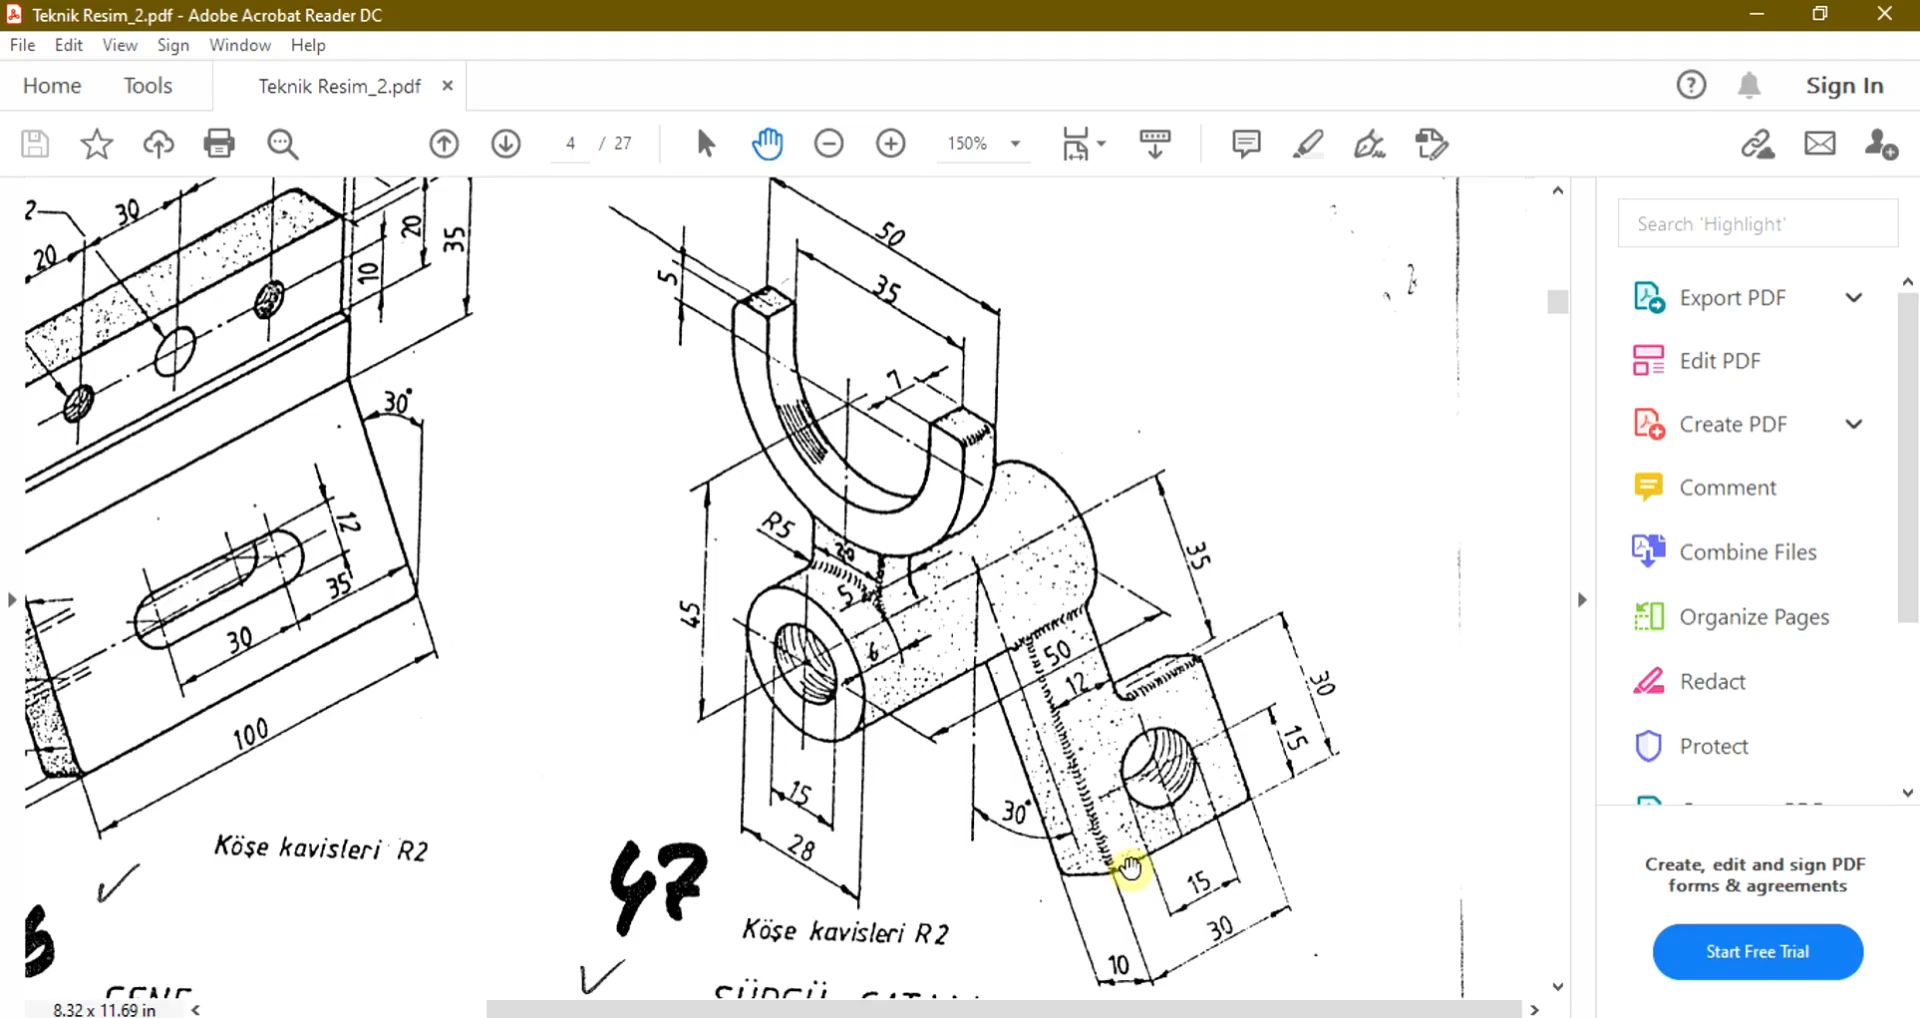 Teknik Resim_2.pdf - Adobe Acrobat Reader DC
File Edit View Sign Window Help
Home Tools Teknik Resim_2.pdf × Sign In
4 / 27 150%
2
30
20
20
35
10
30°
12
35
30
100
Köşe kavisleri R2
50
35
5
7
R5
20
5
45
6
35
50
12
30
15
15
28
30°
15
30
10
47
Köşe kavisleri R2
8.32 x 11.69 in
Search 'Highlight'
Export PDF
Edit PDF
Create PDF
Comment
Combine Files
Organize Pages
Redact
Protect
Create, edit and sign PDF
forms & agreements
Start Free Trial